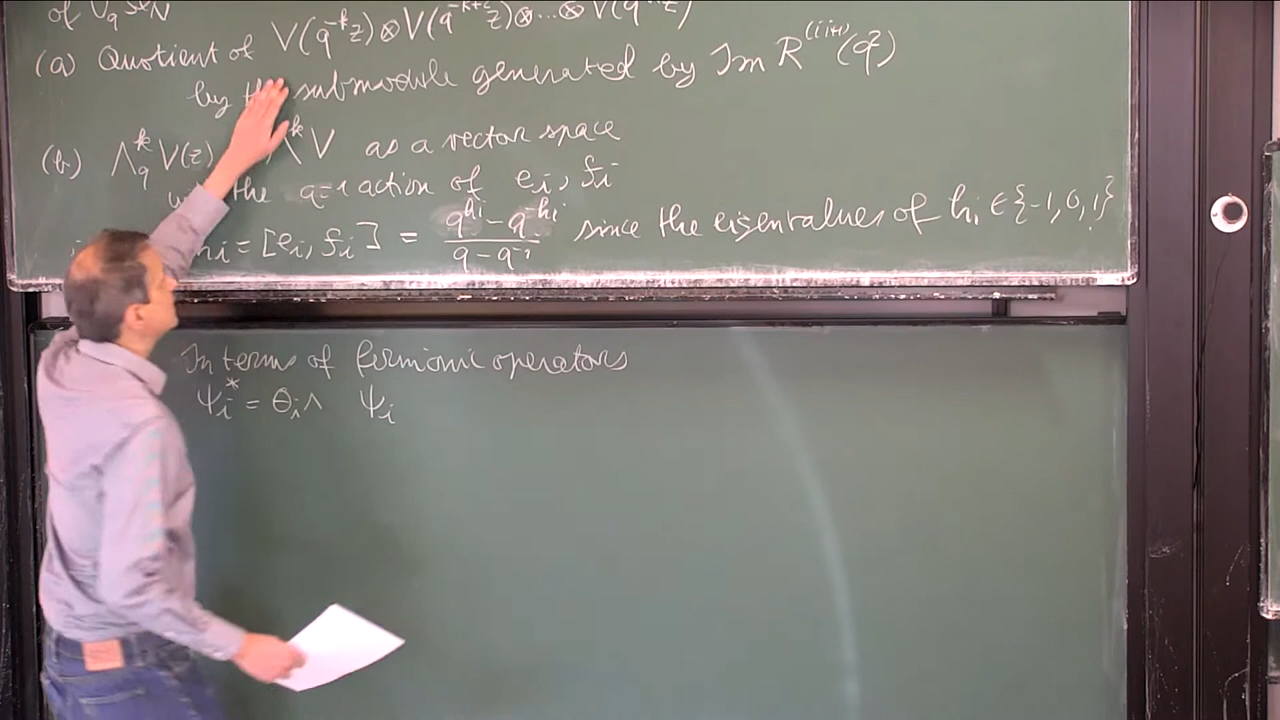 of U_q sl_N
(a) Quotient of V(q^{-k}z)⊗V(q^{-k+2}z)⊗...⊗V(
by the submodule generated by Im R^{(i i+1)}(q²)
(b) Λ_q^k V(z) Λ^k V as a vector space
the q=1 action of e_i, f_i
h_i = [e_i, f_i] = \frac{q^{h_i} - q^{-h_i}}{q - q^{-1}} since the eigenvalues of h_i ∈ {-1, 0, 1}
In terms of fermionic operators
ψ_i^* = θ_i ∧ ψ_i